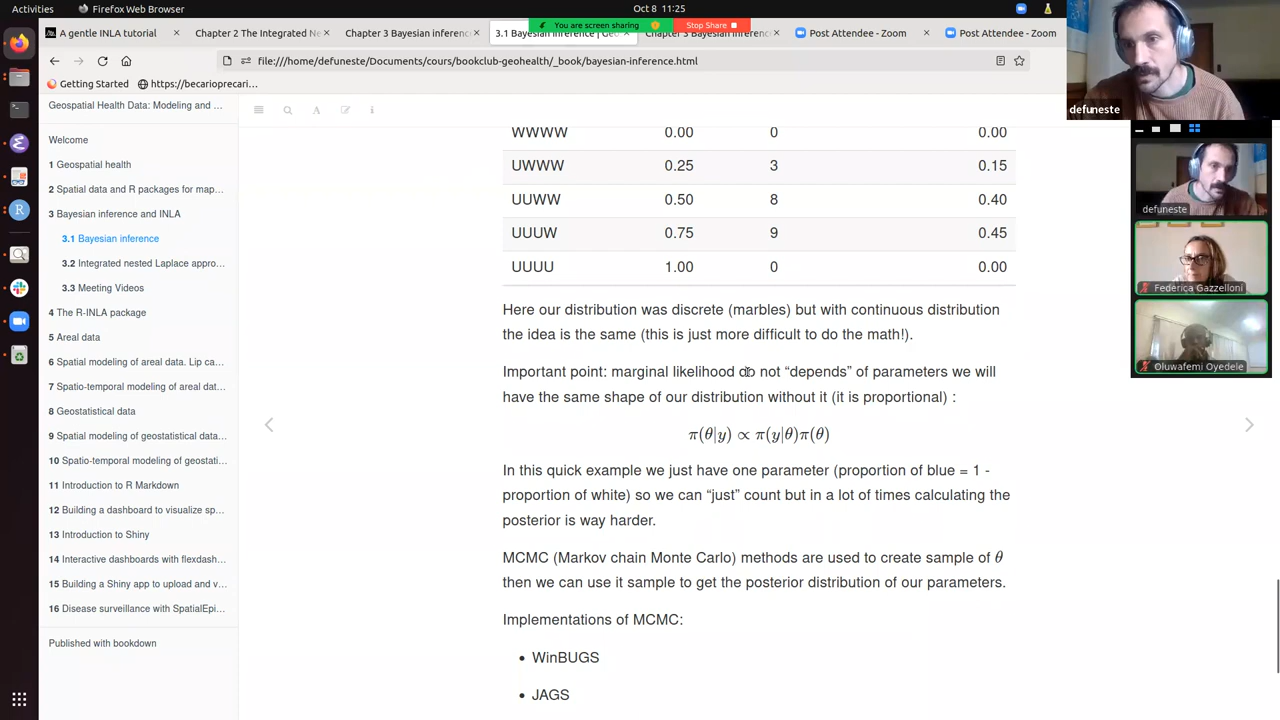 Activities
Firefox Web Browser
Oct 8 11:25
You are screen sharing
Stop Share
A gentle INLA tutorial
Chapter 2 The Integrated Ne
Chapter 3 Bayesian inferenc
3.1 Bayesian inference | Geo
Chapter 3 Bayesian inferenc
Post Attendee - Zoom
Post Attendee - Zoom
file:///home/defuneste/Documents/cours/bookclub-geohealth/_book/bayesian-inference.html
Getting Started
https://becarioprecari...
defuneste
defuneste
Federica Gazzelloni
Oluwafemi Oyedele
Geospatial Health Data: Modeling and ...
Welcome
1 Geospatial health
2 Spatial data and R packages for map...
3 Bayesian inference and INLA
3.1 Bayesian inference
3.2 Integrated nested Laplace appro...
3.3 Meeting Videos
4 The R-INLA package
5 Areal data
6 Spatial modeling of areal data. Lip ca...
7 Spatio-temporal modeling of areal dat...
8 Geostatistical data
9 Spatial modeling of geostatistical data...
10 Spatio-temporal modeling of geostati...
11 Introduction to R Markdown
12 Building a dashboard to visualize sp...
13 Introduction to Shiny
14 Interactive dashboards with flexdash...
15 Building a Shiny app to upload and v...
16 Disease surveillance with SpatialEpi...
Published with bookdown
WWWW 0.00 0 0.00
UWWW 0.25 3 0.15
UUWW 0.50 8 0.40
UUUW 0.75 9 0.45
UUUU 1.00 0 0.00
Here our distribution was discrete (marbles) but with continuous distribution
the idea is the same (this is just more difficult to do the math!).
Important point: marginal likelihood do not “depends” of parameters we will
have the same shape of our distribution without it (it is proportional) :
π(θ|y) ∝ π(y|θ)π(θ)
In this quick example we just have one parameter (proportion of blue = 1 -
proportion of white) so we can “just” count but in a lot of times calculating the
posterior is way harder.
MCMC (Markov chain Monte Carlo) methods are used to create sample of θ
then we can use it sample to get the posterior distribution of our parameters.
Implementations of MCMC:
• WinBUGS
• JAGS